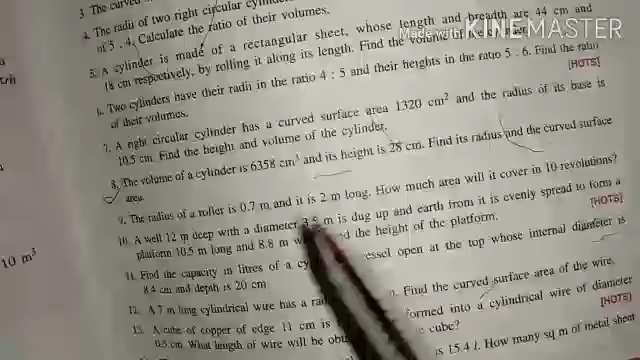 3. The curved
4. The radii of two right circular
of 5 : 4. Calculate the ratio of their volumes.
5. A cylinder is made of a rectangular sheet, whose length and breadth are 44 cm and
18 cm respectively, by rolling it along its length. Find the volume
6. Two cylinders have their radii in the ratio 4 : 5 and their heights in the ratio 5 : 6. Find the ratio
of their volumes.
[HOTS]
7. A right circular cylinder has a curved surface area 1320 cm² and the radius of its base is
10.5 cm. Find the height and volume of the cylinder.
8. The volume of a cylinder is 6358 cm³ and its height is 28 cm. Find its radius and the curved surface
area.
9. The radius of a roller is 0.7 m and it is 2 m long. How much area will it cover in 10 revolutions?
10. A well 12 m deep with a diameter m is dug up and earth from it is evenly spread to form a
platform 10.5 m long and 8.8 m the height of the platform.
[HOTS]
11. Find the capacity in litres of a open at the top whose internal diameter is
8.4 cm and depth is 20 cm
12. A 7 m long cylindrical wire has a Find the curved surface area of the wire.
13. A cube of copper of edge 11 cm is formed into a cylindrical wire of diameter
0.5 cm. What length of wire will be cube?
[HOTS]
is 15.4 l. How many sq m of metal sheet
10 m³
Made with KINEMASTER